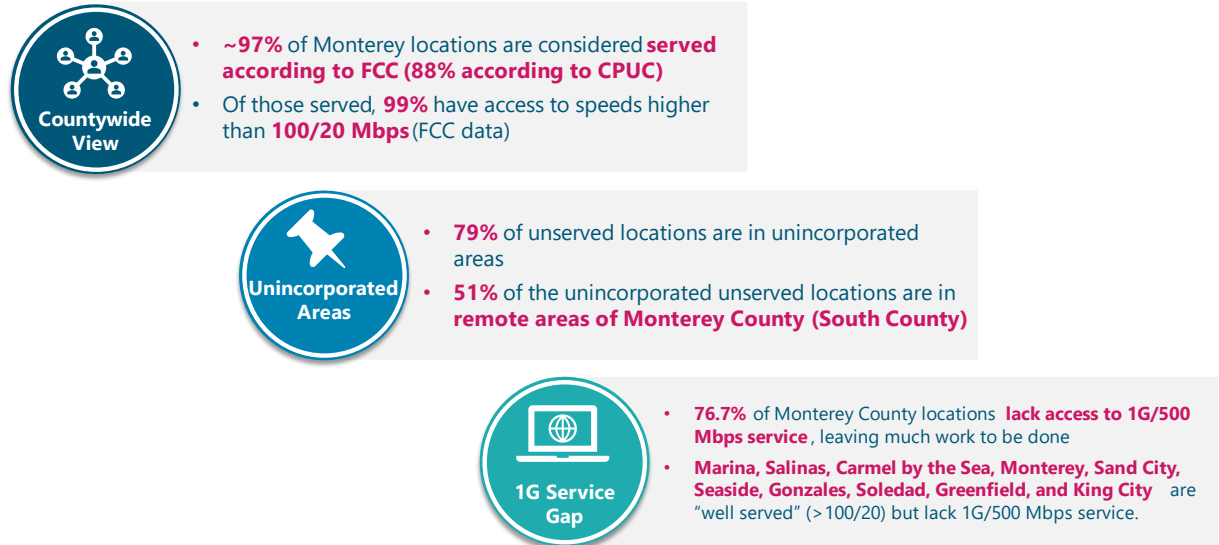 Countywide
View
• ~97% of Monterey locations are considered served
according to FCC (88% according to CPUC)
• Of those served, 99% have access to speeds higher
than 100/20 Mbps (FCC data)
Unincorporated
Areas
• 79% of unserved locations are in unincorporated
areas
• 51% of the unincorporated unserved locations are in
remote areas of Monterey County (South County)
1G Service
Gap
• 76.7% of Monterey County locations lack access to 1G/500
Mbps service, leaving much work to be done
• Marina, Salinas, Carmel by the Sea, Monterey, Sand City,
Seaside, Gonzales, Soledad, Greenfield, and King City are
“well served” (>100/20) but lack 1G/500 Mbps service.